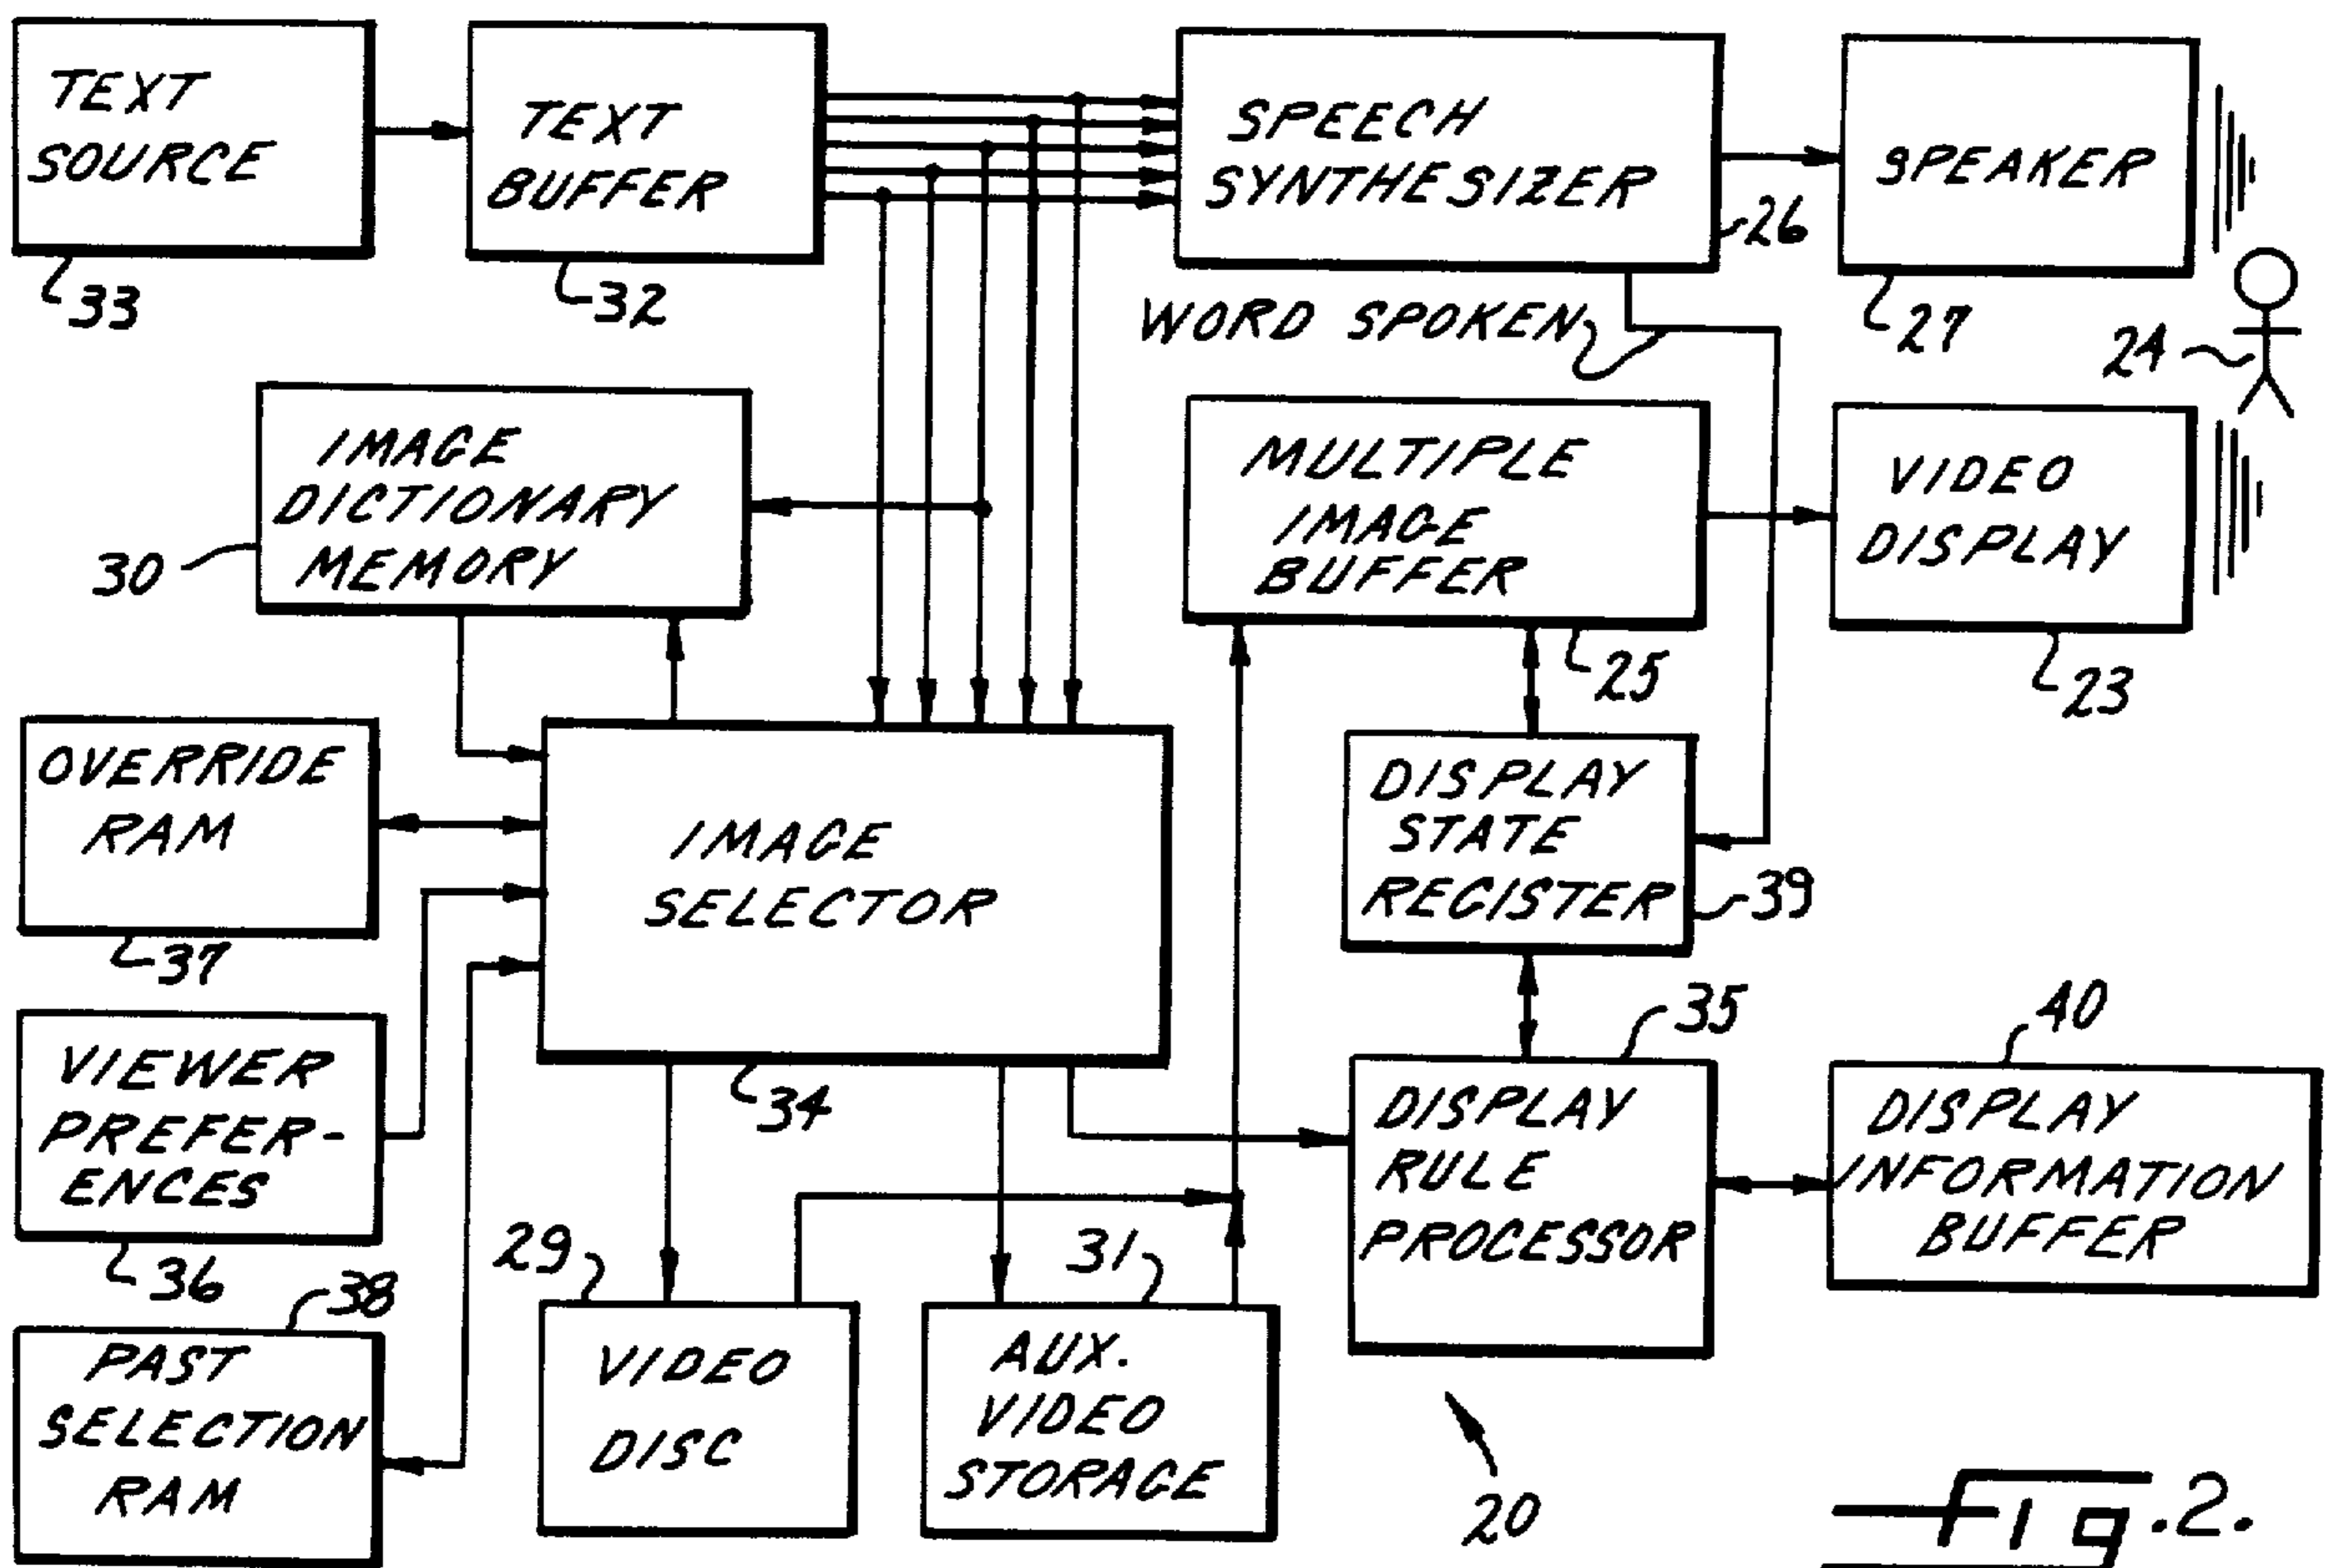 TEXT
SOURCE
33
TEXT
BUFFER
32
SPEECH
SYNTHESIZER
26
SPEAKER
27
WORD SPOKEN
24
IMAGE
DICTIONARY
MEMORY
30
MULTIPLE
IMAGE
BUFFER
25
VIDEO
DISPLAY
23
OVERRIDE
RAM
37
IMAGE
SELECTOR
34
DISPLAY
STATE
REGISTER
39
VIEWER
PREFER-
ENCES
36
35
DISPLAY
RULE
PROCESSOR
40
DISPLAY
INFORMATION
BUFFER
38
PAST
SELECTION
RAM
29
VIDEO
DISC
31
AUX.
VIDEO
STORAGE
20
Fig.2.